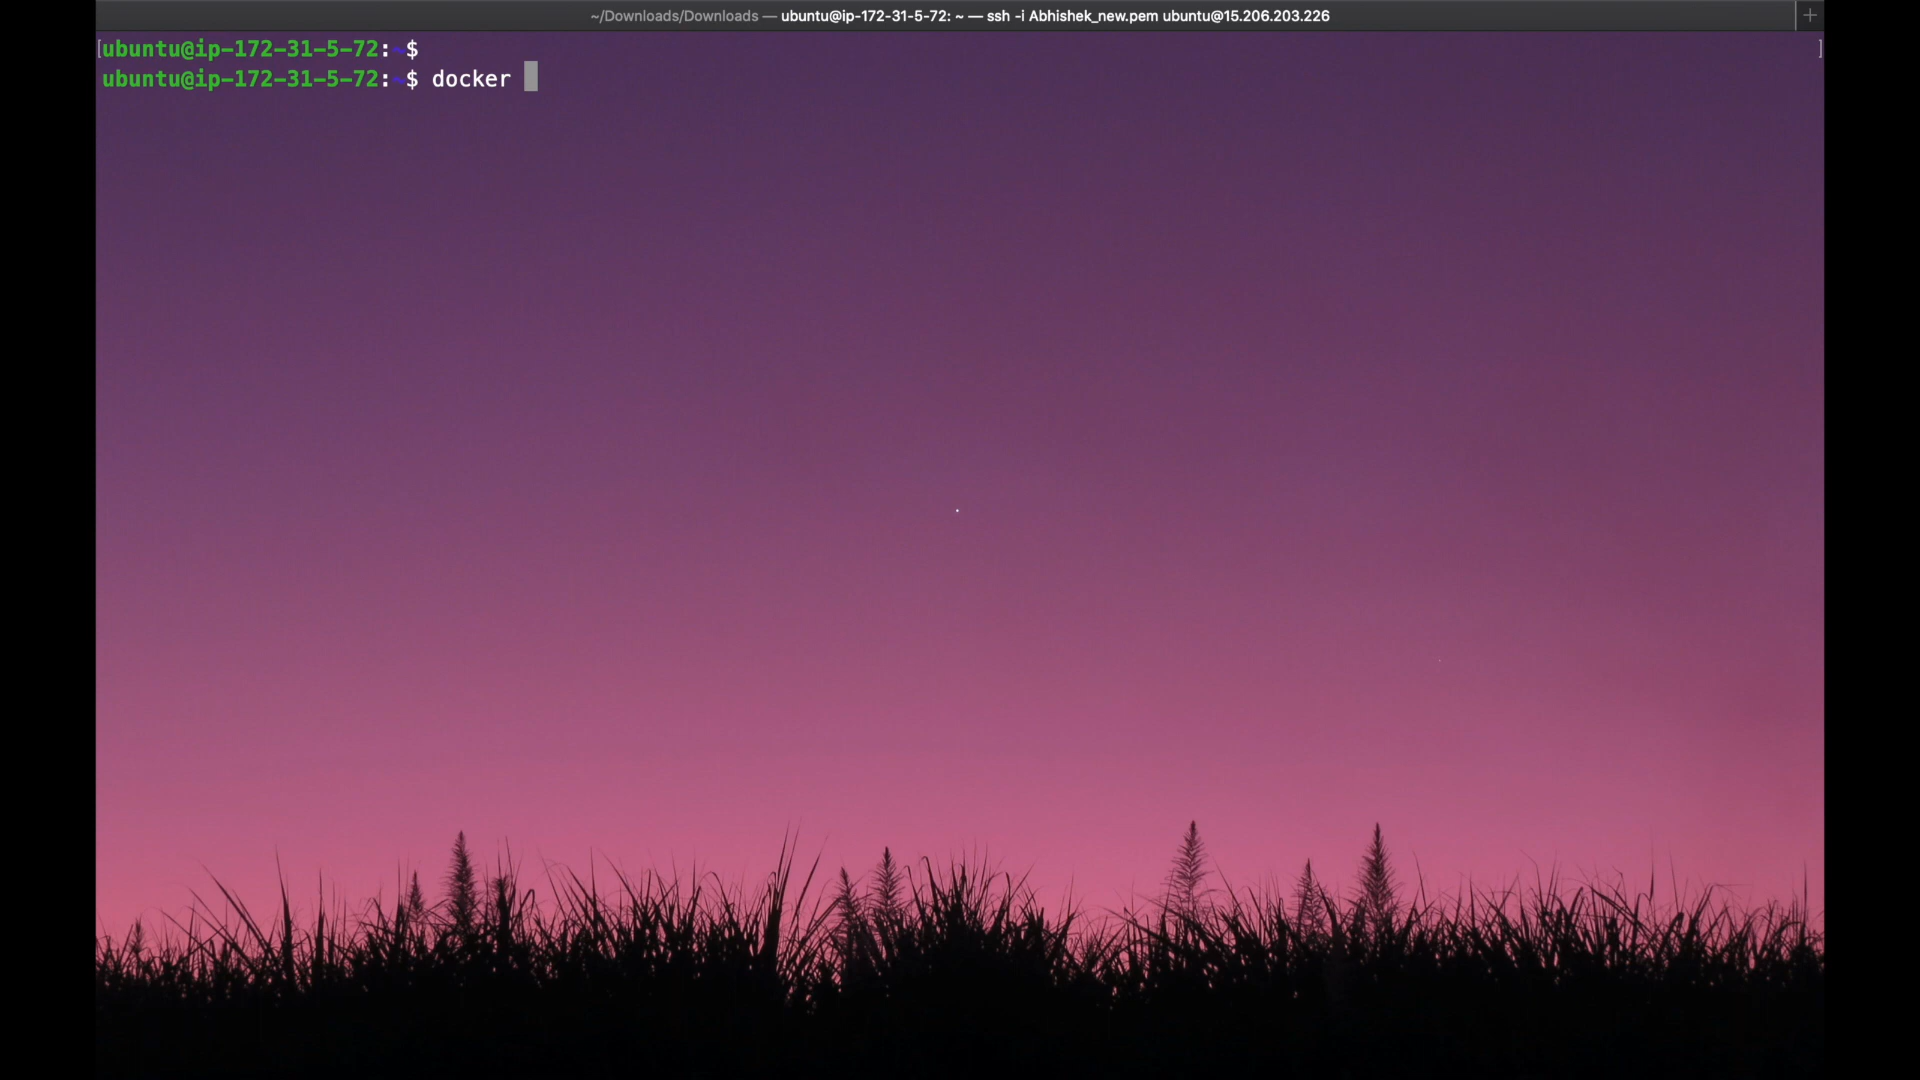 ~/Downloads/Downloads — ubuntu@ip-172-31-5-72: ~ — ssh -i Abhishek_new.pem ubuntu@15.206.203.226
[ubuntu@ip-172-31-5-72:~$ ]
ubuntu@ip-172-31-5-72:~$ docker